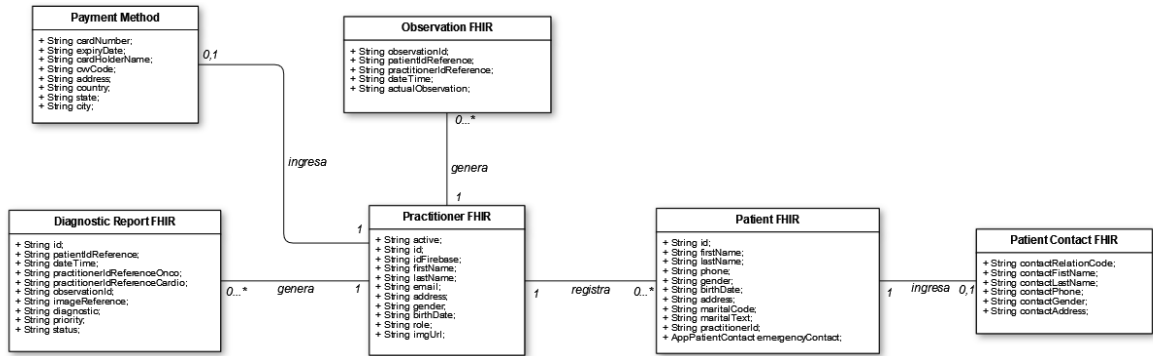 Payment Method
+ String cardNumber;
+ String expiryDate;
+ String cardHolderName;
+ String cvvCode;
+ String address;
+ String country;
+ String state;
+ String city;
0,1
ingresa
1
Observation FHIR
+ String observationId;
+ String patientIdReference;
+ String practitionerIdReference;
+ String dateTime;
+ String actualObservation;
0...*
genera
1
Diagnostic Report FHIR
+ String id;
+ String patientIdReference;
+ String dateTime;
+ String practitionerIdReferenceOnco;
+ String practitionerIdReferenceCardio;
+ String observationId;
+ String imageReference;
+ String diagnostic;
+ String priority;
+ String status;
0...*
genera
1
Practitioner FHIR
+ String active;
+ String id;
+ String idFirebase;
+ String firstName;
+ String lastName;
+ String email;
+ String address;
+ String gender;
+ String birthDate;
+ String role;
+ String imgUrl;
1
registra
0...*
Patient FHIR
+ String id;
+ String firstName;
+ String lastName;
+ String phone;
+ String gender;
+ String birthDate;
+ String address;
+ String maritalCode;
+ String maritalText;
+ String practitionerId;
+ AppPatientContact emergencyContact;
1
ingresa
0,1
Patient Contact FHIR
+ String contactRelationCode;
+ String contactFistName;
+ String contactLastName;
+ String contactPhone;
+ String contactGender;
+ String contactAddress;